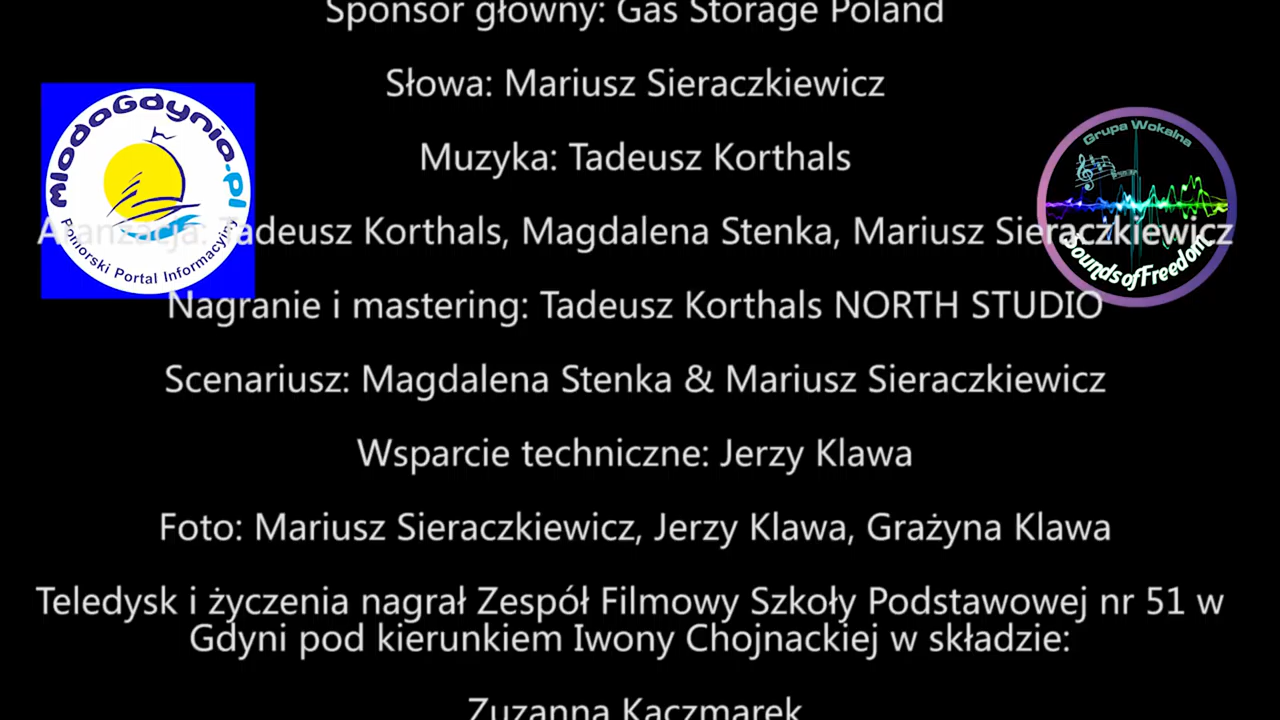 Sponsor główny: Gas Storage Poland
Słowa: Mariusz Sieraczkiewicz
MłodaGdynia.pl
Pomorski Portal Informacyjny
Grupa Wokalna
SoundsofFreedom
Muzyka: Tadeusz Korthals
Aranżacja: Tadeusz Korthals, Magdalena Stenka, Mariusz Sieraczkiewicz
Nagranie i mastering: Tadeusz Korthals NORTH STUDIO
Scenariusz: Magdalena Stenka & Mariusz Sieraczkiewicz
Wsparcie techniczne: Jerzy Klawa
Foto: Mariusz Sieraczkiewicz, Jerzy Klawa, Grażyna Klawa
Teledysk i życzenia nagrał Zespół Filmowy Szkoły Podstawowej nr 51 w
Gdyni pod kierunkiem Iwony Chojnackiej w składzie:
Zuzanna Kaczmarek